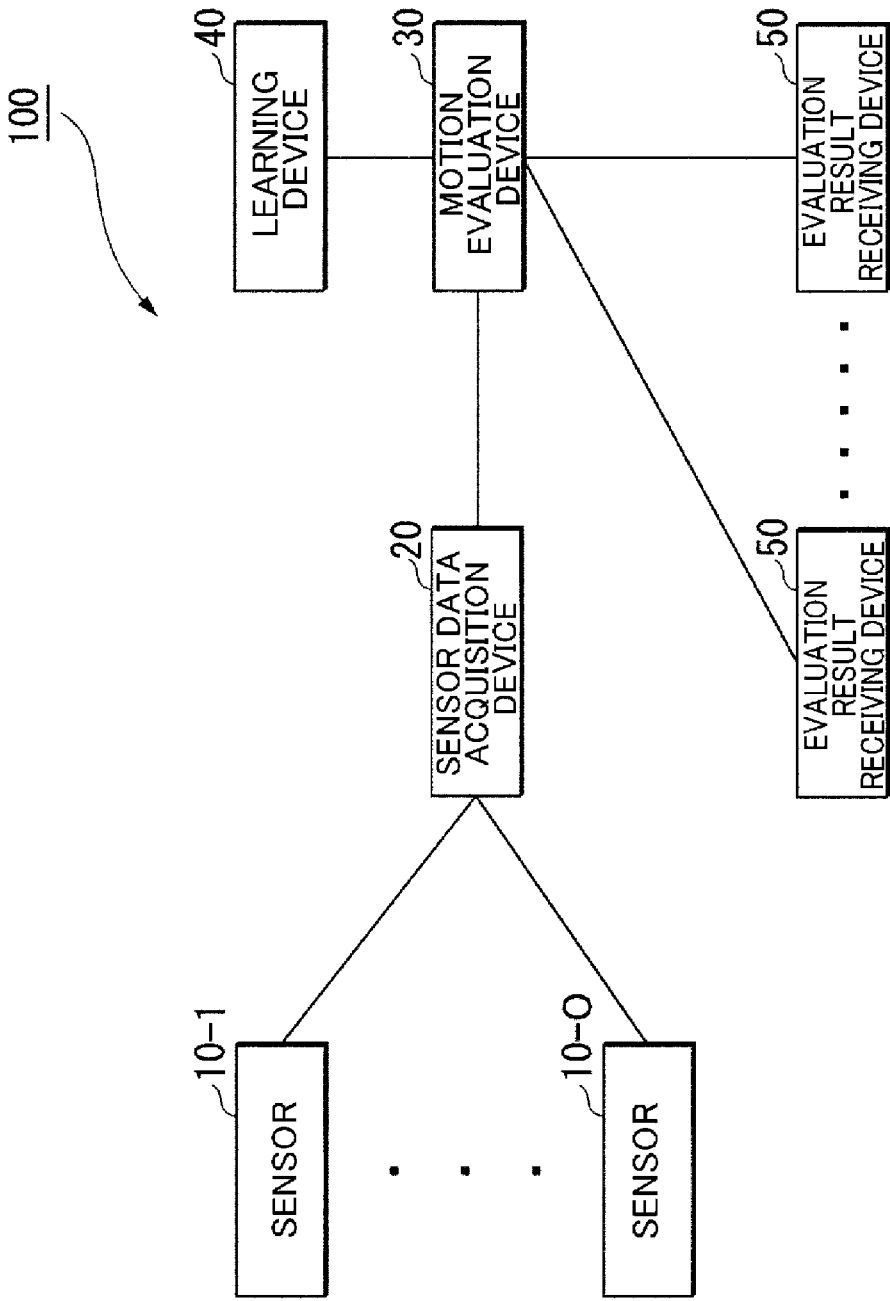 100
40
LEARNING
DEVICE
30
MOTION
EVALUATION
DEVICE
20
SENSOR DATA
ACQUISITION
DEVICE
10-1
SENSOR
10-O
SENSOR
50
EVALUATION
RESULT
RECEIVING DEVICE
50
EVALUATION
RESULT
RECEIVING DEVICE